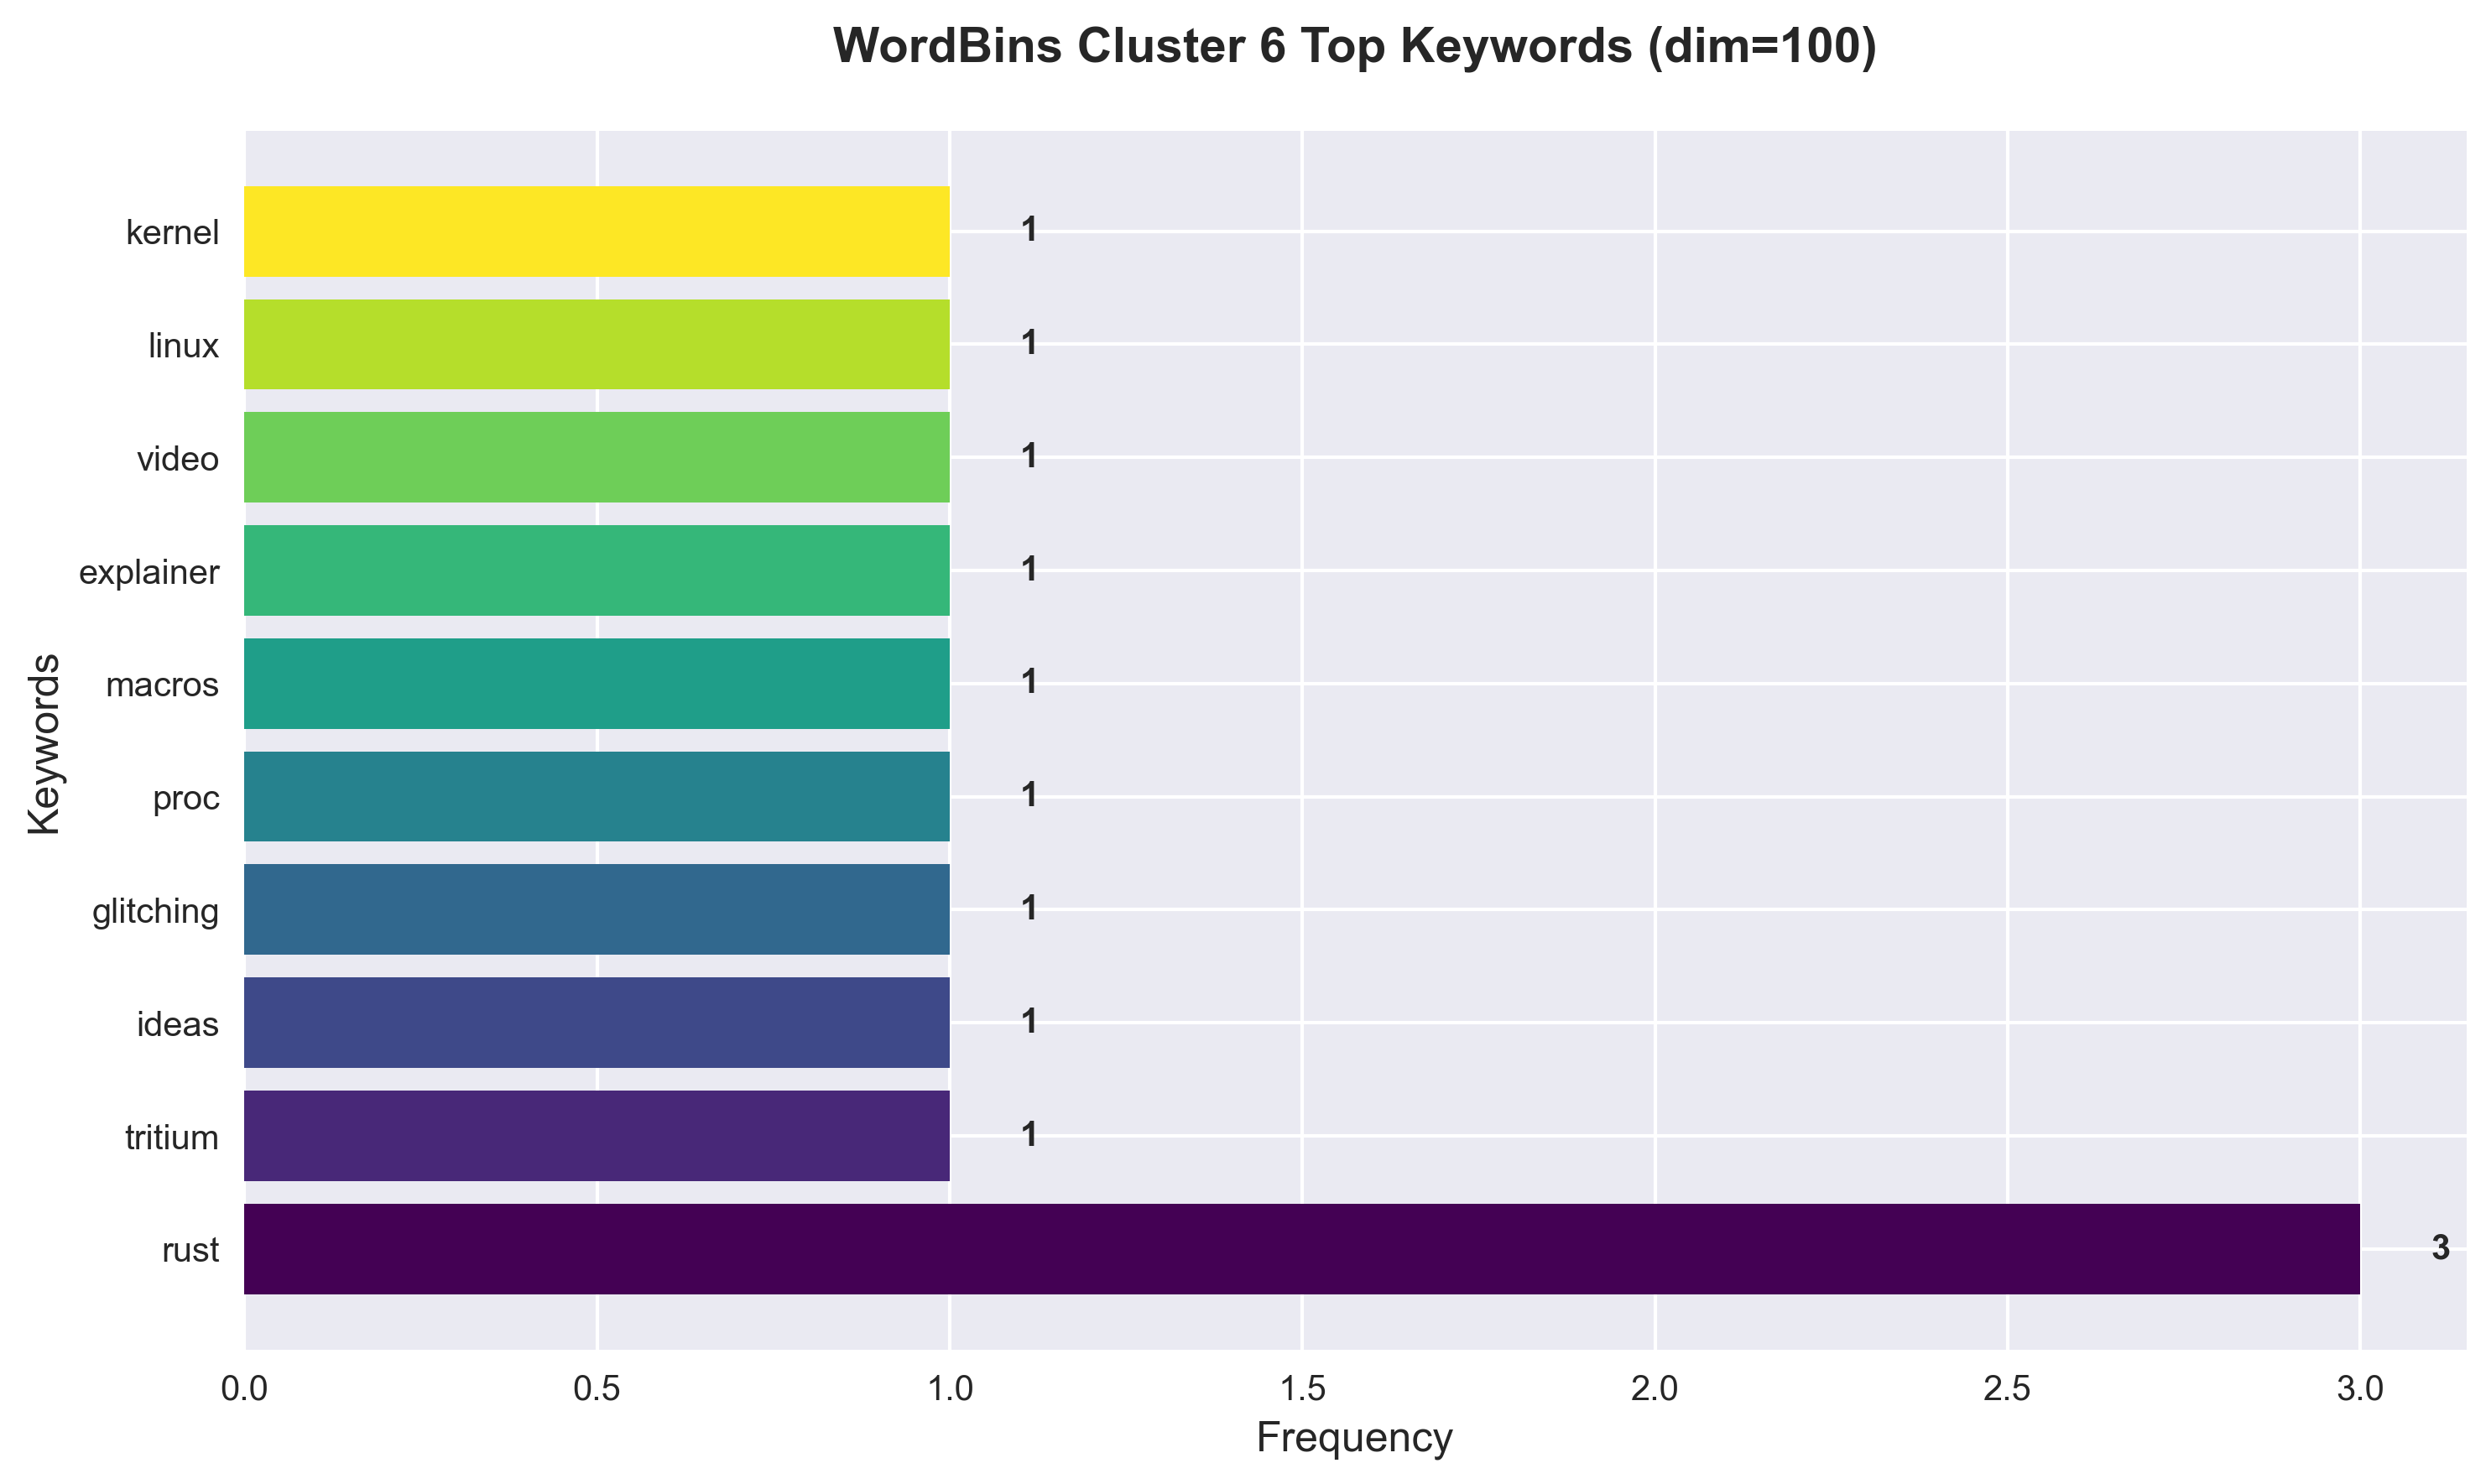 WordBins Cluster 6 Top Keywords (dim=100)
Keywords
kernel 1
linux 1
video 1
explainer 1
macros 1
proc 1
glitching 1
ideas 1
tritium 1
rust 3
0.0 0.5 1.0 1.5 2.0 2.5 3.0
Frequency